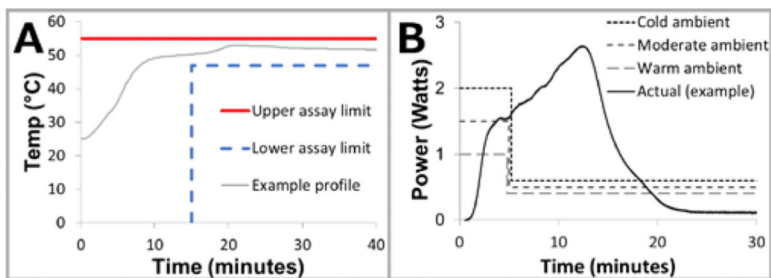 A
Temp (°C)
60
50
40
30
20
10
0
Upper assay limit
Lower assay limit
Example profile
0 10 20 30 40
Time (minutes)
B
Power (Watts)
3
2
1
0
Cold ambient
Moderate ambient
Warm ambient
Actual (example)
0 10 20 30
Time (minutes)